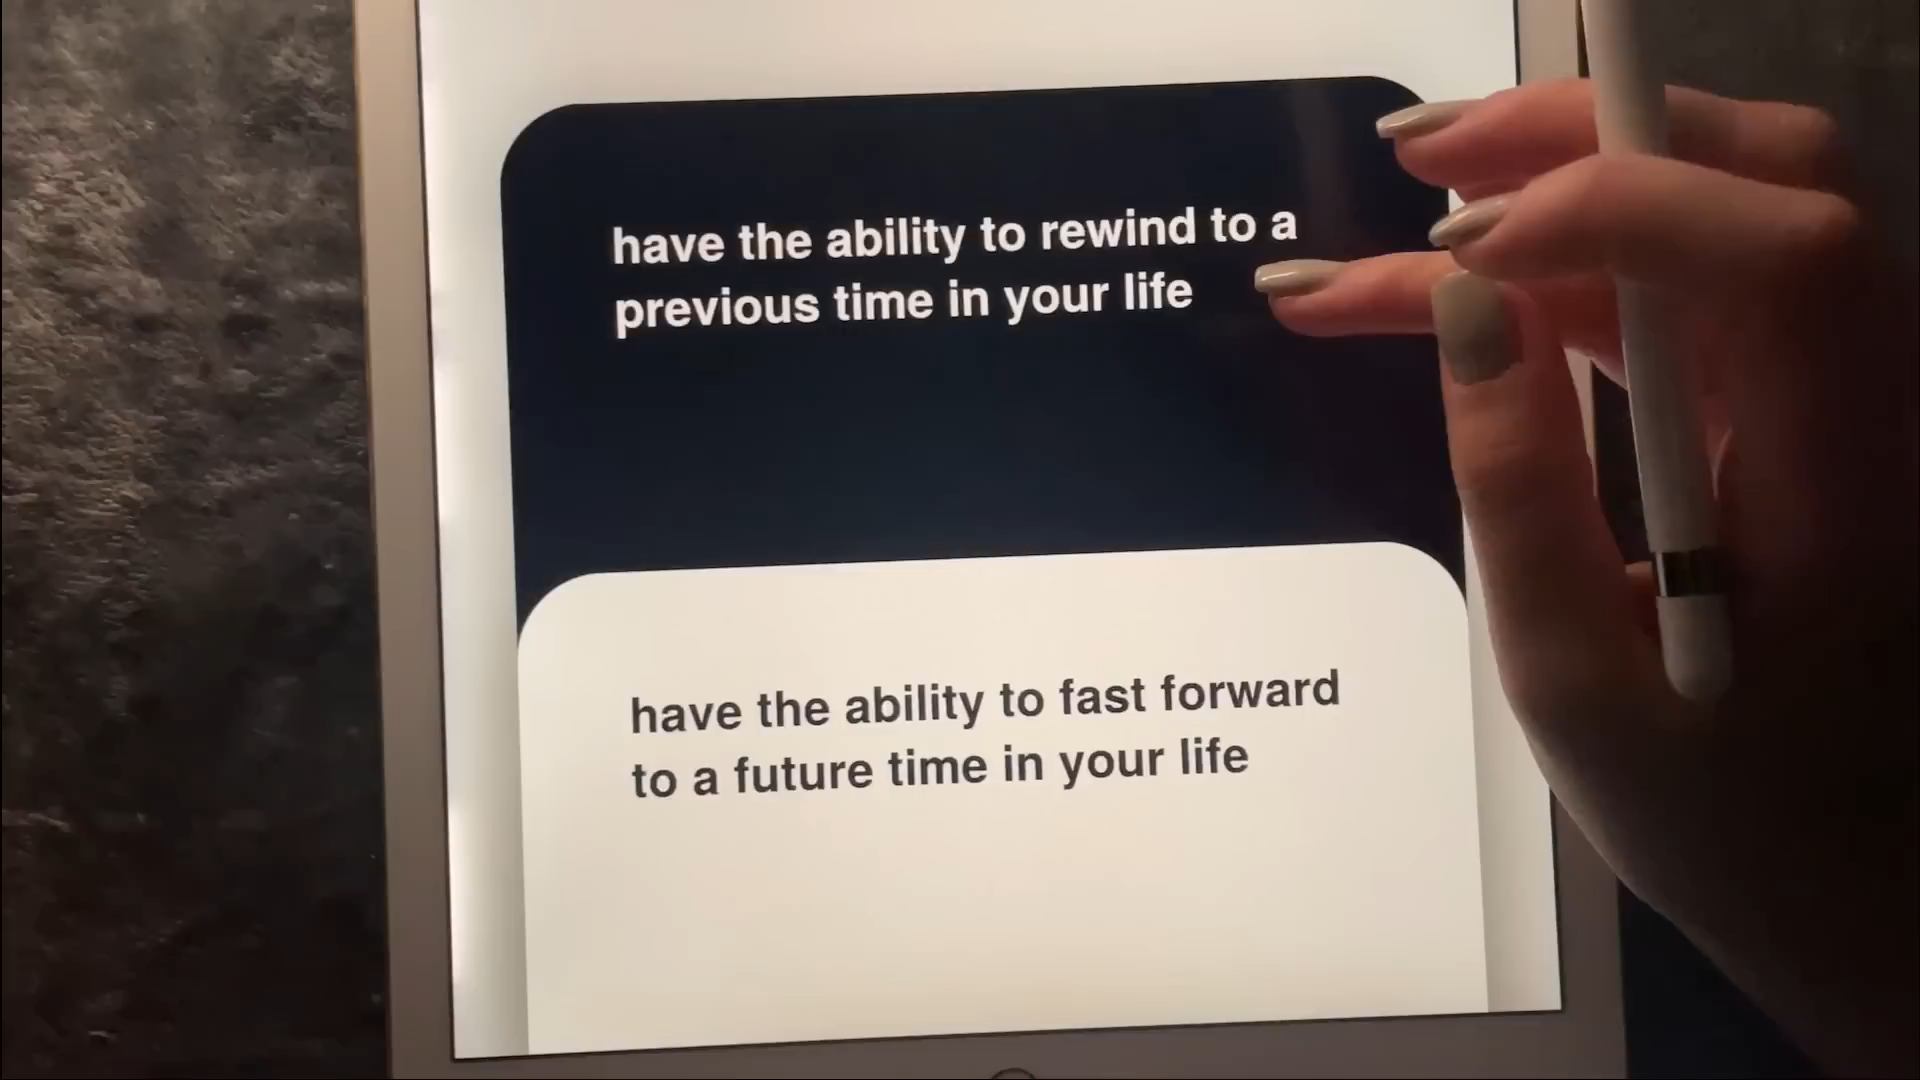 have the ability to rewind to a
previous time in your life
have the ability to fast forward
to a future time in your life